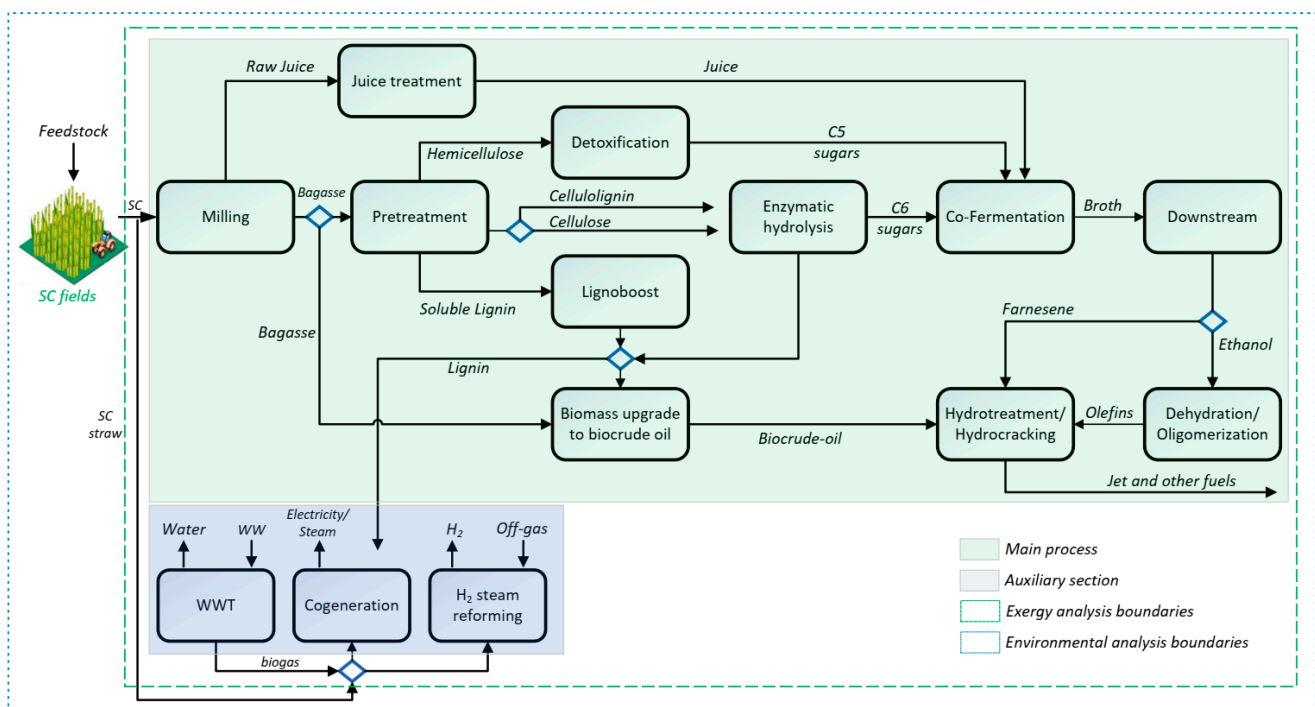 Raw Juice
Juice treatment
Juice
Feedstock
Detoxification
C5
sugars
Hemicellulose
SC
Milling
Bagasse
Pretreatment
Cellulolignin
Cellulose
Enzymatic
hydrolysis
C6
sugars
Co-Fermentation
Broth
Downstream
SC fields
Soluble Lignin
Lignoboost
Bagasse
Farnesene
Ethanol
Lignin
SC
straw
Biomass upgrade
to biocrude oil
Biocrude-oil
Hydrotreatment/
Hydrocracking
Olefins
Dehydration/
Oligomerization
Jet and other fuels
Water
WW
Electricity/
Steam
H₂
Off-gas
WWT
Cogeneration
H₂ steam
reforming
biogas
Main process
Auxiliary section
Exergy analysis boundaries
Environmental analysis boundaries